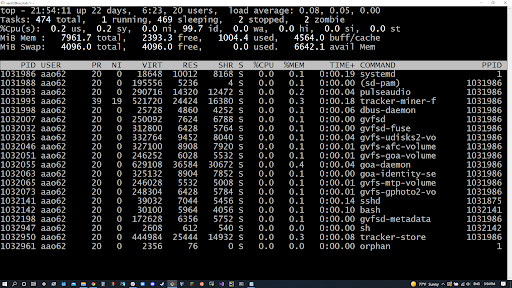 top - 21:54:11 up 22 days, 6:23, 20 users, load average: 0.08, 0.05, 0.00
Tasks: 474 total, 1 running, 469 sleeping, 2 stopped, 2 zombie
%Cpu(s): 0.2 us, 0.2 sy, 0.0 ni, 99.7 id, 0.0 wa, 0.0 hi, 0.0 si, 0.0 st
MiB Mem : 7961.7 total, 2393.3 free, 1004.4 used, 4564.0 buff/cache
MiB Swap: 4096.0 total, 4096.0 free, 0.0 used. 6642.1 avail Mem
PID USER PR NI VIRT RES SHR S %CPU %MEM TIME+ COMMAND PPID
1031986 aao62 20 0 18648 10012 8168 S 0.0 0.1 0:00.19 systemd 1
1031988 aao62 20 0 195556 5236 4 S 0.0 0.1 0:00.00 (sd-pam) 1031986
1031993 aao62 20 0 290716 14320 12472 S 0.0 0.2 0:00.04 pulseaudio 1031986
1031995 aao62 39 19 521720 24424 16380 S 0.0 0.3 0:00.18 tracker-miner-f 1031986
1031998 aao62 20 0 25728 4860 4252 S 0.0 0.1 0:00.06 dbus-daemon 1031986
1032007 aao62 20 0 250092 7624 6788 S 0.0 0.1 0:00.00 gvfsd 1031986
1032012 aao62 20 0 312800 6428 5764 S 0.0 0.1 0:00.00 gvfsd-fuse 1031986
1032035 aao62 20 0 332764 9452 8040 S 0.0 0.1 0:00.04 gvfs-udisks2-vo 1031986
1032046 aao62 20 0 327100 8908 7920 S 0.0 0.1 0:00.01 gvfs-afc-volume 1031986
1032051 aao62 20 0 246252 6028 5532 S 0.0 0.1 0:00.01 gvfs-goa-volume 1031986
1032055 aao62 20 0 629108 36584 30672 S 0.0 0.4 0:00.06 goa-daemon 1031986
1032063 aao62 20 0 325132 8904 7852 S 0.0 0.1 0:00.00 goa-identity-se 1031986
1032065 aao62 20 0 246028 5532 5008 S 0.0 0.1 0:00.01 gvfs-mtp-volume 1031986
1032073 aao62 20 0 248304 6428 5784 S 0.0 0.1 0:00.01 gvfs-gphoto2-vo 1031986
1032141 aao62 20 0 39032 7044 5456 S 0.0 0.1 0:00.14 sshd 1031875
1032142 aao62 20 0 30100 5964 4056 S 0.0 0.1 0:00.10 bash 1032141
1032198 aao62 20 0 172628 6356 5752 S 0.0 0.1 0:00.00 gvfsd-metadata 1031986
1032947 aao62 20 0 2608 612 540 S 0.0 0.0 0:00.00 sh 1032142
1032950 aao62 20 0 444984 25444 14932 S 0.0 0.3 0:00.08 tracker-store 1031986
1032961 aao62 20 0 2356 76 0 S 0.0 0.0 0:00.00 orphan 1
Sunny
ENG